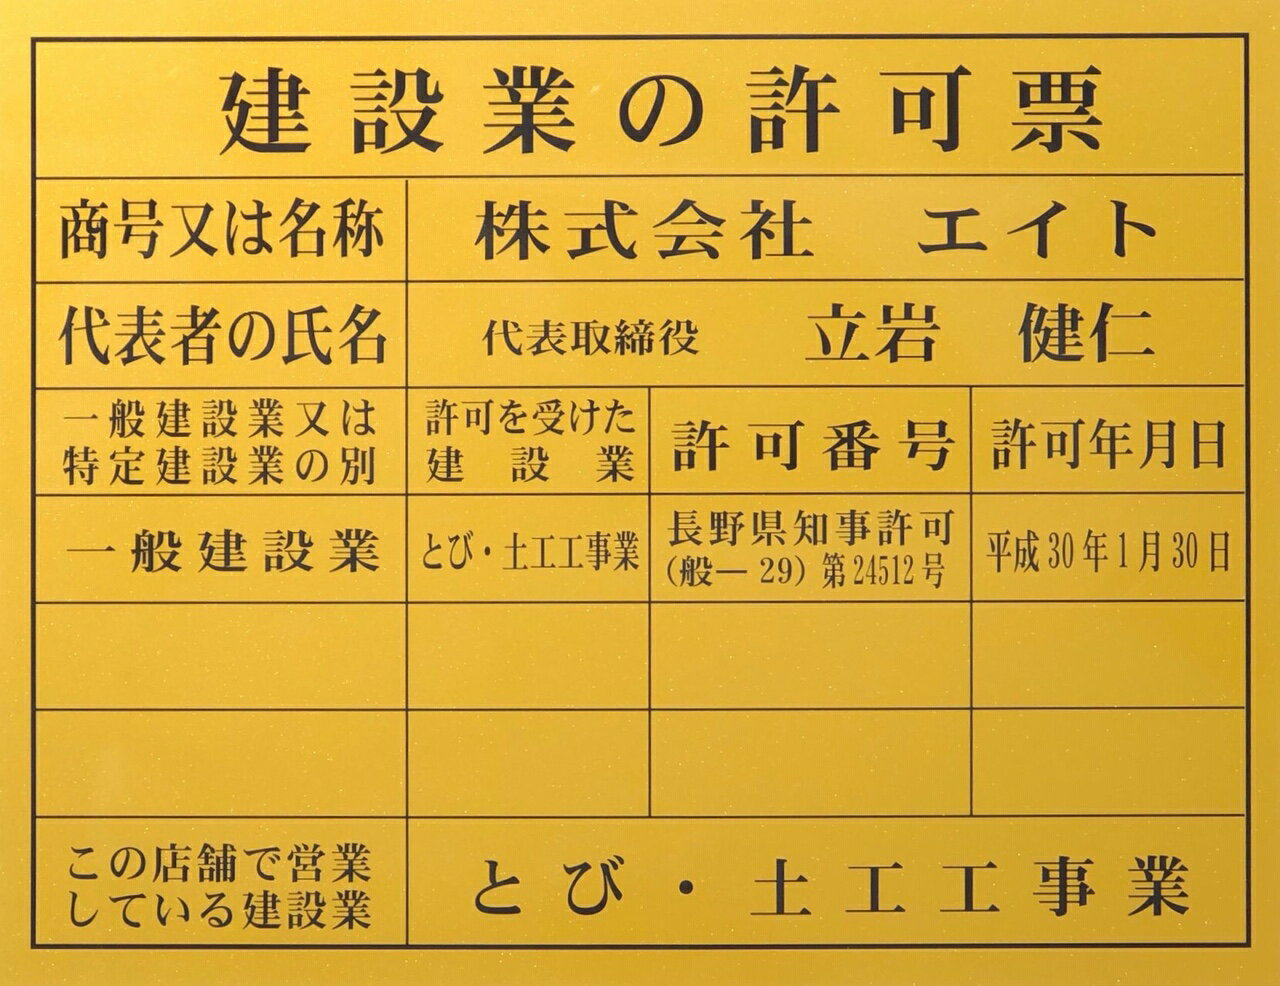 建設業の許可票
商号又は名称 株式会社 エイト
代表者の氏名 代表取締役 立岩 健仁
一般建設業又は
特定建設業の別
許可を受けた
建設業
許可番号
許可年月日
一般建設業
とび・土工工事業
長野県知事許可
(般― 29) 第24512号
平成30年1月30日
この店舗で営業
している建設業
とび・土工工事業